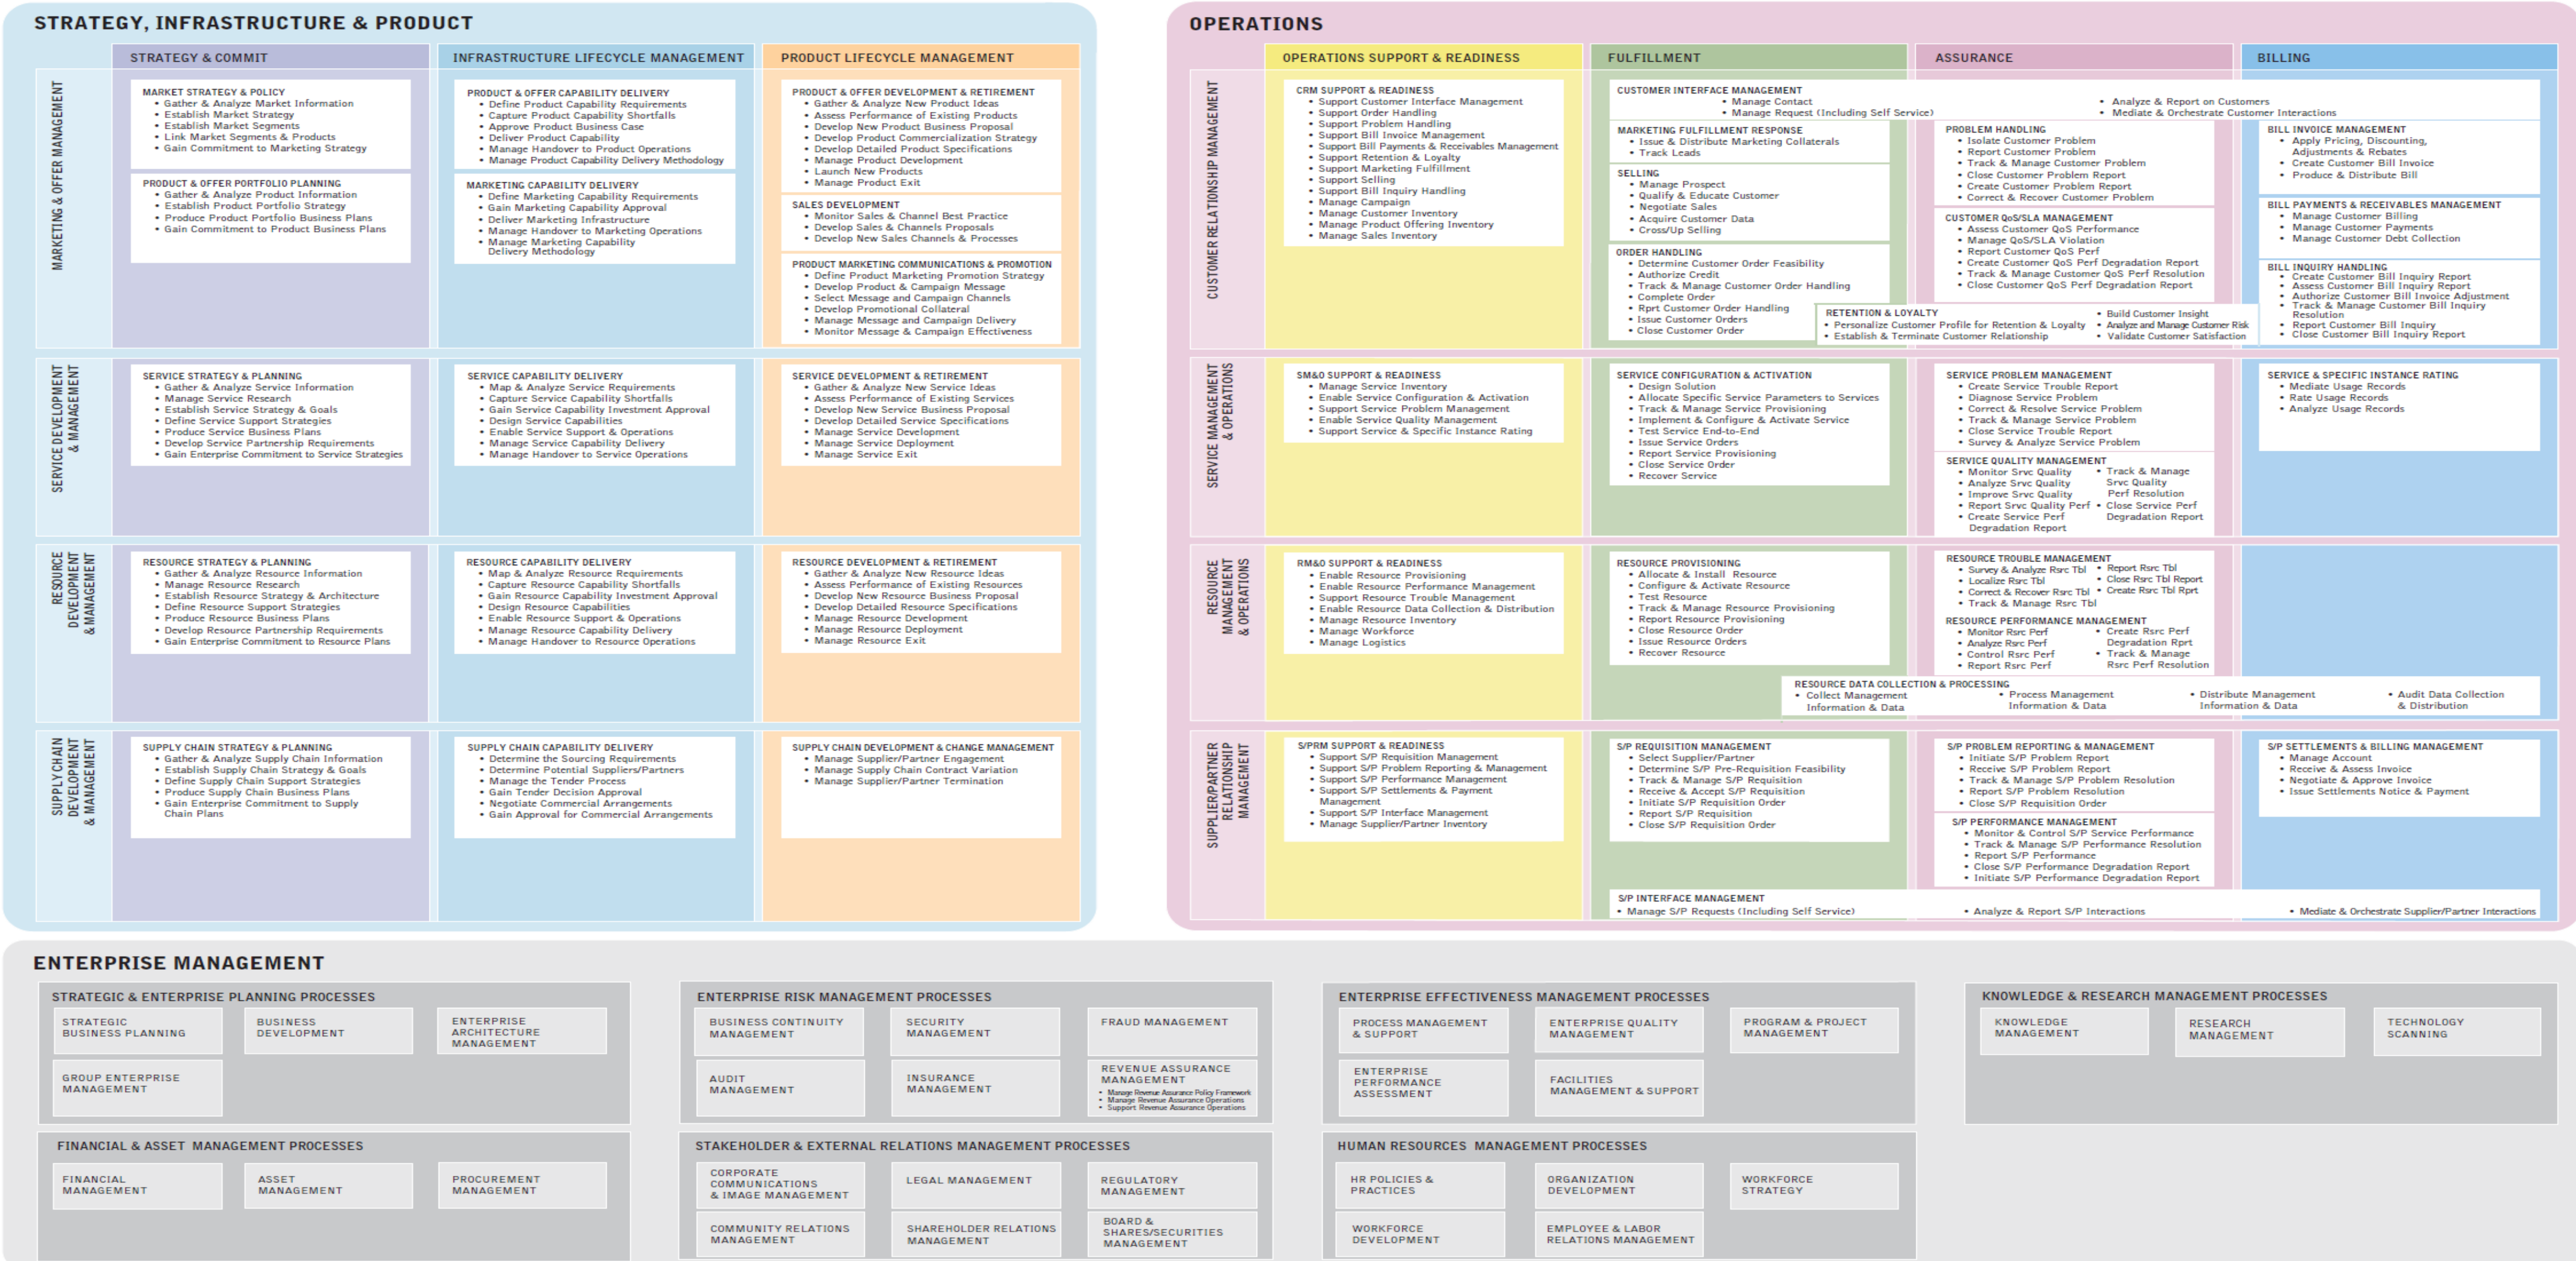 STRATEGY, INFRASTRUCTURE & PRODUCT
STRATEGY & COMMIT
INFRASTRUCTURE LIFECYCLE MANAGEMENT
PRODUCT LIFECYCLE MANAGEMENT
MARKETING & OFFER MANAGEMENT
MARKET STRATEGY & POLICY
• Gather & Analyze Market Information
• Establish Market Strategy
• Establish Market Segments
• Link Market Segments & Products
• Gain Commitment to Marketing Strategy
PRODUCT & OFFER PORTFOLIO PLANNING
• Gather & Analyze Product Information
• Establish Product Portfolio Strategy
• Produce Product Portfolio Business Plans
• Gain Commitment to Product Business Plans
PRODUCT & OFFER CAPABILITY DELIVERY
• Define Product Capability Requirements
• Capture Product Capability Shortfalls
• Approve Product Business Case
• Deliver Product Capability
• Manage Handover to Product Operations
• Manage Product Capability Delivery Methodology
MARKETING CAPABILITY DELIVERY
• Define Marketing Capability Requirements
• Gain Marketing Capability Approval
• Deliver Marketing Infrastructure
• Manage Handover to Marketing Operations
• Manage Marketing Capability
Delivery Methodology
PRODUCT & OFFER DEVELOPMENT & RETIREMENT
• Gather & Analyze New Product Ideas
• Assess Performance of Existing Products
• Develop New Product Business Proposal
• Develop Product Commercialization Strategy
• Develop Detailed Product Specifications
• Manage Product Development
• Launch New Products
• Manage Product Exit
SALES DEVELOPMENT
• Monitor Sales & Channel Best Practice
• Develop Sales & Channels Proposals
• Develop New Sales Channels & Processes
PRODUCT MARKETING COMMUNICATIONS & PROMOTION
• Define Product Marketing Promotion Strategy
• Develop Product & Campaign Message
• Select Message and Campaign Channels
• Develop Promotional Collateral
• Manage Message and Campaign Delivery
• Monitor Message & Campaign Effectiveness
SERVICE DEVELOPMENT
& MANAGEMENT
SERVICE STRATEGY & PLANNING
• Gather & Analyze Service Information
• Manage Service Research
• Establish Service Strategy & Goals
• Define Service Support Strategies
• Produce Service Business Plans
• Develop Service Partnership Requirements
• Gain Enterprise Commitment to Service Strategies
SERVICE CAPABILITY DELIVERY
• Map & Analyze Service Requirements
• Capture Service Capability Shortfalls
• Gain Service Capability Investment Approval
• Design Service Capabilities
• Enable Service Support & Operations
• Manage Service Capability Delivery
• Manage Handover to Service Operations
SERVICE DEVELOPMENT & RETIREMENT
• Gather & Analyze New Service Ideas
• Assess Performance of Existing Services
• Develop New Service Business Proposal
• Develop Detailed Service Specifications
• Manage Service Development
• Manage Service Deployment
• Manage Service Exit
RESOURCE
DEVELOPMENT
& MANAGEMENT
RESOURCE STRATEGY & PLANNING
• Gather & Analyze Resource Information
• Manage Resource Research
• Establish Resource Strategy & Architecture
• Define Resource Support Strategies
• Produce Resource Business Plans
• Develop Resource Partnership Requirements
• Gain Enterprise Commitment to Resource Plans
RESOURCE CAPABILITY DELIVERY
• Map & Analyze Resource Requirements
• Capture Resource Capability Shortfalls
• Gain Resource Capability Investment Approval
• Design Resource Capabilities
• Enable Resource Support & Operations
• Manage Resource Capability Delivery
• Manage Handover to Resource Operations
RESOURCE DEVELOPMENT & RETIREMENT
• Gather & Analyze New Resource Ideas
• Assess Performance of Existing Resources
• Develop New Resource Business Proposal
• Develop Detailed Resource Specifications
• Manage Resource Development
• Manage Resource Deployment
• Manage Resource Exit
SUPPLY CHAIN
DEVELOPMENT
& MANAGEMENT
SUPPLY CHAIN STRATEGY & PLANNING
• Gather & Analyze Supply Chain Information
• Establish Supply Chain Strategy & Goals
• Define Supply Chain Support Strategies
• Produce Supply Chain Business Plans
• Gain Enterprise Commitment to Supply
Chain Plans
SUPPLY CHAIN CAPABILITY DELIVERY
• Determine the Sourcing Requirements
• Determine Potential Suppliers/Partners
• Manage the Tender Process
• Gain Tender Decision Approval
• Negotiate Commercial Arrangements
• Gain Approval for Commercial Arrangements
SUPPLY CHAIN DEVELOPMENT & CHANGE MANAGEMENT
• Manage Supplier/Partner Engagement
• Manage Supply Chain Contract Variation
• Manage Supplier/Partner Termination
OPERATIONS
OPERATIONS SUPPORT & READINESS
FULFILLMENT
ASSURANCE
BILLING
CUSTOMER RELATIONSHIP MANAGEMENT
CRM SUPPORT & READINESS
• Support Customer Interface Management
• Support Order Handling
• Support Problem Handling
• Support Bill Invoice Management
• Support Bill Payments & Receivables Management
• Support Retention & Loyalty
• Support Marketing Fulfillment
• Support Selling
• Support Bill Inquiry Handling
• Manage Campaign
• Manage Customer Inventory
• Manage Product Offering Inventory
• Manage Sales Inventory
CUSTOMER INTERFACE MANAGEMENT
• Manage Contact
• Manage Request (Including Self Service)
• Analyze & Report on Customers
• Mediate & Orchestrate Customer Interactions
MARKETING FULFILLMENT RESPONSE
• Issue & Distribute Marketing Collaterals
• Track Leads
SELLING
• Manage Prospect
• Qualify & Educate Customer
• Negotiate Sales
• Acquire Customer Data
• Cross/Up Selling
ORDER HANDLING
• Determine Customer Order Feasibility
• Authorize Credit
• Track & Manage Customer Order Handling
• Complete Order
• Rprt Customer Order Handling
• Issue Customer Orders
• Close Customer Order
PROBLEM HANDLING
• Isolate Customer Problem
• Report Customer Problem
• Track & Manage Customer Problem
• Close Customer Problem Report
• Create Customer Problem Report
• Correct & Recover Customer Problem
CUSTOMER QoS/SLA MANAGEMENT
• Assess Customer QoS Performance
• Manage QoS/SLA Violation
• Report Customer QoS Perf
• Create Customer QoS Perf Degradation Report
• Track & Manage Customer QoS Perf Resolution
• Close Customer QoS Perf Degradation Report
RETENTION & LOYALTY
• Personalize Customer Profile for Retention & Loyalty
• Establish & Terminate Customer Relationship
• Build Customer Insight
• Analyze and Manage Customer Risk
• Validate Customer Satisfaction
BILL INVOICE MANAGEMENT
• Apply Pricing, Discounting,
Adjustments & Rebates
• Create Customer Bill Invoice
• Produce & Distribute Bill
BILL PAYMENTS & RECEIVABLES MANAGEMENT
• Manage Customer Billing
• Manage Customer Payments
• Manage Customer Debt Collection
BILL INQUIRY HANDLING
• Create Customer Bill Inquiry Report
• Assess Customer Bill Inquiry Report
• Authorize Customer Bill Invoice Adjustment
• Track & Manage Customer Bill Inquiry
Resolution
• Report Customer Bill Inquiry
• Close Customer Bill Inquiry Report
SERVICE MANAGEMENT
& OPERATIONS
SM&O SUPPORT & READINESS
• Manage Service Inventory
• Enable Service Configuration & Activation
• Support Service Problem Management
• Enable Service Quality Management
• Support Service & Specific Instance Rating
SERVICE CONFIGURATION & ACTIVATION
• Design Solution
• Allocate Specific Service Parameters to Services
• Track & Manage Service Provisioning
• Implement & Configure & Activate Service
• Test Service End-to-End
• Issue Service Orders
• Report Service Provisioning
• Close Service Order
• Recover Service
SERVICE PROBLEM MANAGEMENT
• Create Service Trouble Report
• Diagnose Service Problem
• Correct & Resolve Service Problem
• Track & Manage Service Problem
• Close Service Trouble Report
• Survey & Analyze Service Problem
SERVICE QUALITY MANAGEMENT
• Monitor Srvc Quality
• Analyze Srvc Quality
• Improve Srvc Quality
• Report Srvc Quality Perf
• Create Service Perf
Degradation Report
• Track & Manage
Srvc Quality
Perf Resolution
• Close Service Perf
Degradation Report
SERVICE & SPECIFIC INSTANCE RATING
• Mediate Usage Records
• Rate Usage Records
• Analyze Usage Records
RESOURCE
MANAGEMENT
& OPERATIONS
RM&O SUPPORT & READINESS
• Enable Resource Provisioning
• Enable Resource Performance Management
• Support Resource Trouble Management
• Enable Resource Data Collection & Distribution
• Manage Resource Inventory
• Manage Workforce
• Manage Logistics
RESOURCE PROVISIONING
• Allocate & Install Resource
• Configure & Activate Resource
• Test Resource
• Track & Manage Resource Provisioning
• Report Resource Provisioning
• Close Resource Order
• Issue Resource Orders
• Recover Resource
RESOURCE TROUBLE MANAGEMENT
• Survey & Analyze Rsrc Tbl
• Localize Rsrc Tbl
• Correct & Recover Rsrc Tbl
• Track & Manage Rsrc Tbl
• Report Rsrc Tbl
• Close Rsrc Tbl Report
• Create Rsrc Tbl Rprt
RESOURCE PERFORMANCE MANAGEMENT
• Monitor Rsrc Perf
• Analyze Rsrc Perf
• Control Rsrc Perf
• Report Rsrc Perf
• Create Rsrc Perf
Degradation Rprt
• Track & Manage
Rsrc Perf Resolution
RESOURCE DATA COLLECTION & PROCESSING
• Collect Management
Information & Data
• Process Management
Information & Data
• Distribute Management
Information & Data
• Audit Data Collection
& Distribution
SUPPLIER/PARTNER
RELATIONSHIP
MANAGEMENT
S/PRM SUPPORT & READINESS
• Support S/P Requisition Management
• Support S/P Problem Reporting & Management
• Support S/P Performance Management
• Support S/P Settlements & Payment
Management
• Support S/P Interface Management
• Manage Supplier/Partner Inventory
S/P REQUISITION MANAGEMENT
• Select Supplier/Partner
• Determine S/P Pre-Requisition Feasibility
• Track & Manage S/P Requisition
• Receive & Accept S/P Requisition
• Initiate S/P Requisition Order
• Report S/P Requisition
• Close S/P Requisition Order
S/P PROBLEM REPORTING & MANAGEMENT
• Initiate S/P Problem Report
• Receive S/P Problem Report
• Track & Manage S/P Problem Resolution
• Report S/P Problem Resolution
• Close S/P Requisition Order
S/P PERFORMANCE MANAGEMENT
• Monitor & Control S/P Service Performance
• Track & Manage S/P Performance Resolution
• Report S/P Performance
• Close S/P Performance Degradation Report
• Initiate S/P Performance Degradation Report
S/P SETTLEMENTS & BILLING MANAGEMENT
• Manage Account
• Receive & Assess Invoice
• Negotiate & Approve Invoice
• Issue Settlements Notice & Payment
S/P INTERFACE MANAGEMENT
• Manage S/P Requests (Including Self Service)
• Analyze & Report S/P Interactions
• Mediate & Orchestrate Supplier/Partner Interactions
ENTERPRISE MANAGEMENT
STRATEGIC & ENTERPRISE PLANNING PROCESSES
STRATEGIC
BUSINESS PLANNING
BUSINESS
DEVELOPMENT
ENTERPRISE
ARCHITECTURE
MANAGEMENT
GROUP ENTERPRISE
MANAGEMENT
ENTERPRISE RISK MANAGEMENT PROCESSES
BUSINESS CONTINUITY
MANAGEMENT
SECURITY
MANAGEMENT
FRAUD MANAGEMENT
AUDIT
MANAGEMENT
INSURANCE
MANAGEMENT
REVENUE ASSURANCE
MANAGEMENT
• Manage Revenue Assurance Policy Framework
• Manage Revenue Assurance Operations
• Support Revenue Assurance Operations
ENTERPRISE EFFECTIVENESS MANAGEMENT PROCESSES
PROCESS MANAGEMENT
& SUPPORT
ENTERPRISE QUALITY
MANAGEMENT
PROGRAM & PROJECT
MANAGEMENT
ENTERPRISE
PERFORMANCE
ASSESSMENT
FACILITIES
MANAGEMENT & SUPPORT
KNOWLEDGE & RESEARCH MANAGEMENT PROCESSES
KNOWLEDGE
MANAGEMENT
RESEARCH
MANAGEMENT
TECHNOLOGY
SCANNING
FINANCIAL & ASSET MANAGEMENT PROCESSES
FINANCIAL
MANAGEMENT
ASSET
MANAGEMENT
PROCUREMENT
MANAGEMENT
STAKEHOLDER & EXTERNAL RELATIONS MANAGEMENT PROCESSES
CORPORATE
COMMUNICATIONS
& IMAGE MANAGEMENT
LEGAL MANAGEMENT
REGULATORY
MANAGEMENT
COMMUNITY RELATIONS
MANAGEMENT
SHAREHOLDER RELATIONS
MANAGEMENT
BOARD &
SHARES/SECURITIES
MANAGEMENT
HUMAN RESOURCES MANAGEMENT PROCESSES
HR POLICIES &
PRACTICES
ORGANIZATION
DEVELOPMENT
WORKFORCE
STRATEGY
WORKFORCE
DEVELOPMENT
EMPLOYEE & LABOR
RELATIONS MANAGEMENT